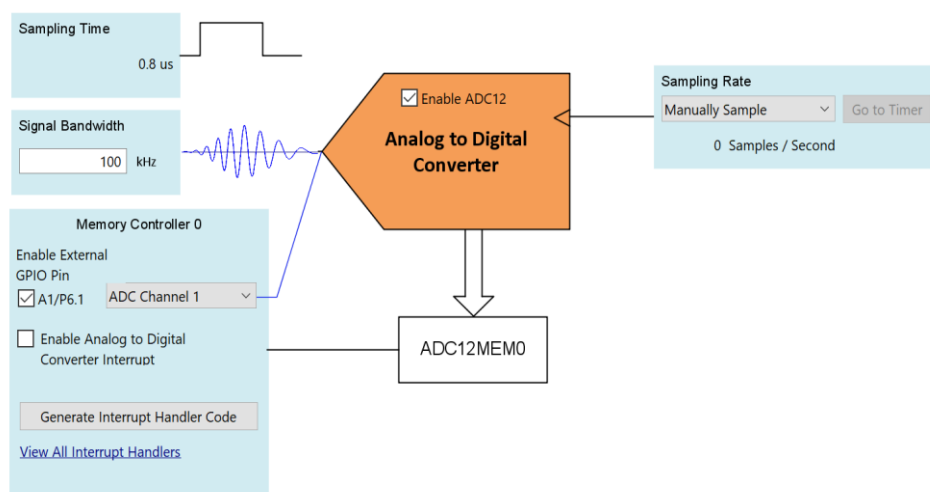 Sampling Time
0.8 us
Signal Bandwidth
100 kHz
Enable ADC12
Analog to Digital
Converter
Sampling Rate
Manually Sample
Go to Timer
0 Samples / Second
Memory Controller 0
Enable External
GPIO Pin
A1/P6.1
ADC Channel 1
Enable Analog to Digital
Converter Interrupt
Generate Interrupt Handler Code
View All Interrupt Handlers
ADC12MEM0